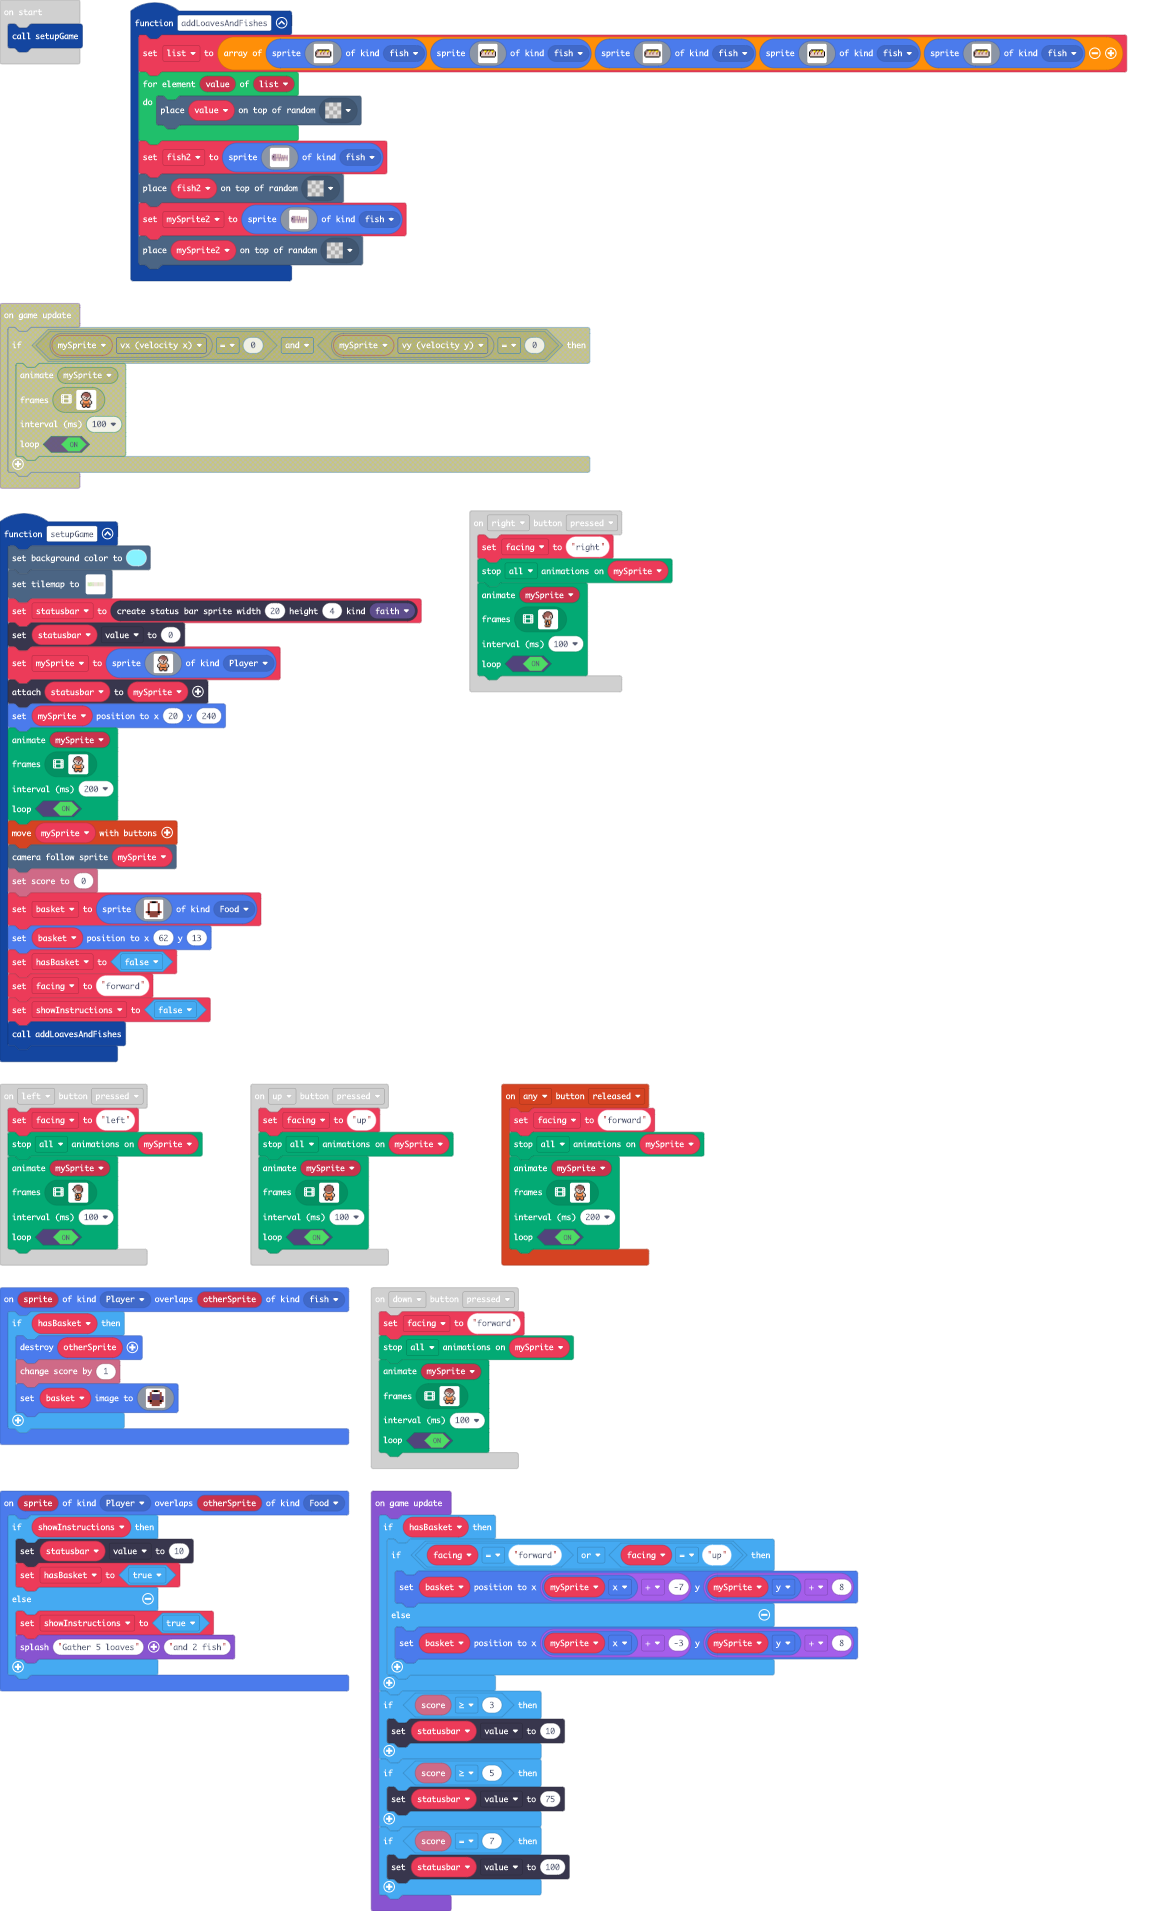 on start
call setupGame
function addLoavesAndFishes
set list to array of sprite of kind fish sprite of kind fish sprite of kind fish sprite of kind fish sprite of kind fish
for element value of list
do place value on top of random
set fish2 to sprite of kind fish
place fish2 on top of random
set mySprite2 to sprite of kind fish
place mySprite2 on top of random
on game update
if mySprite vx (velocity x) = 0 and mySprite vy (velocity y) = 0 then
animate mySprite
frames
interval (ms) 100
loop ON
function setupGame
set background color to
set tilemap to
set statusbar to create status bar sprite width 20 height 4 kind faith
set statusbar value to 0
set mySprite to sprite of kind Player
attach statusbar to mySprite
set mySprite position to x 20 y 240
animate mySprite
frames
interval (ms) 200
loop ON
move mySprite with buttons
camera follow sprite mySprite
set score to 0
set basket to sprite of kind Food
set basket position to x 62 y 13
set hasBasket to false
set facing to "forward"
set showInstructions to false
call addLoavesAndFishes
on right button pressed
set facing to "right"
stop all animations on mySprite
animate mySprite
frames
interval (ms) 100
loop ON
on left button pressed
set facing to "left"
stop all animations on mySprite
animate mySprite
frames
interval (ms) 100
loop ON
on up button pressed
set facing to "up"
stop all animations on mySprite
animate mySprite
frames
interval (ms) 100
loop ON
on any button released
set facing to "forward"
stop all animations on mySprite
animate mySprite
frames
interval (ms) 200
loop ON
on sprite of kind Player overlaps otherSprite of kind fish
if hasBasket then
destroy otherSprite
change score by 1
set basket image to
on down button pressed
set facing to "forward"
stop all animations on mySprite
animate mySprite
frames
interval (ms) 100
loop ON
on sprite of kind Player overlaps otherSprite of kind Food
if showInstructions then
set statusbar value to 10
set hasBasket to true
else
set showInstructions to true
splash "Gather 5 loaves" "and 2 fish"
on game update
if hasBasket then
if facing = "forward" or facing = "up" then
set basket position to x mySprite x + -7 y mySprite y + 8
else
set basket position to x mySprite x + -3 y mySprite y + 8
if score ≥ 3 then
set statusbar value to 10
if score ≥ 5 then
set statusbar value to 75
if score = 7 then
set statusbar value to 100